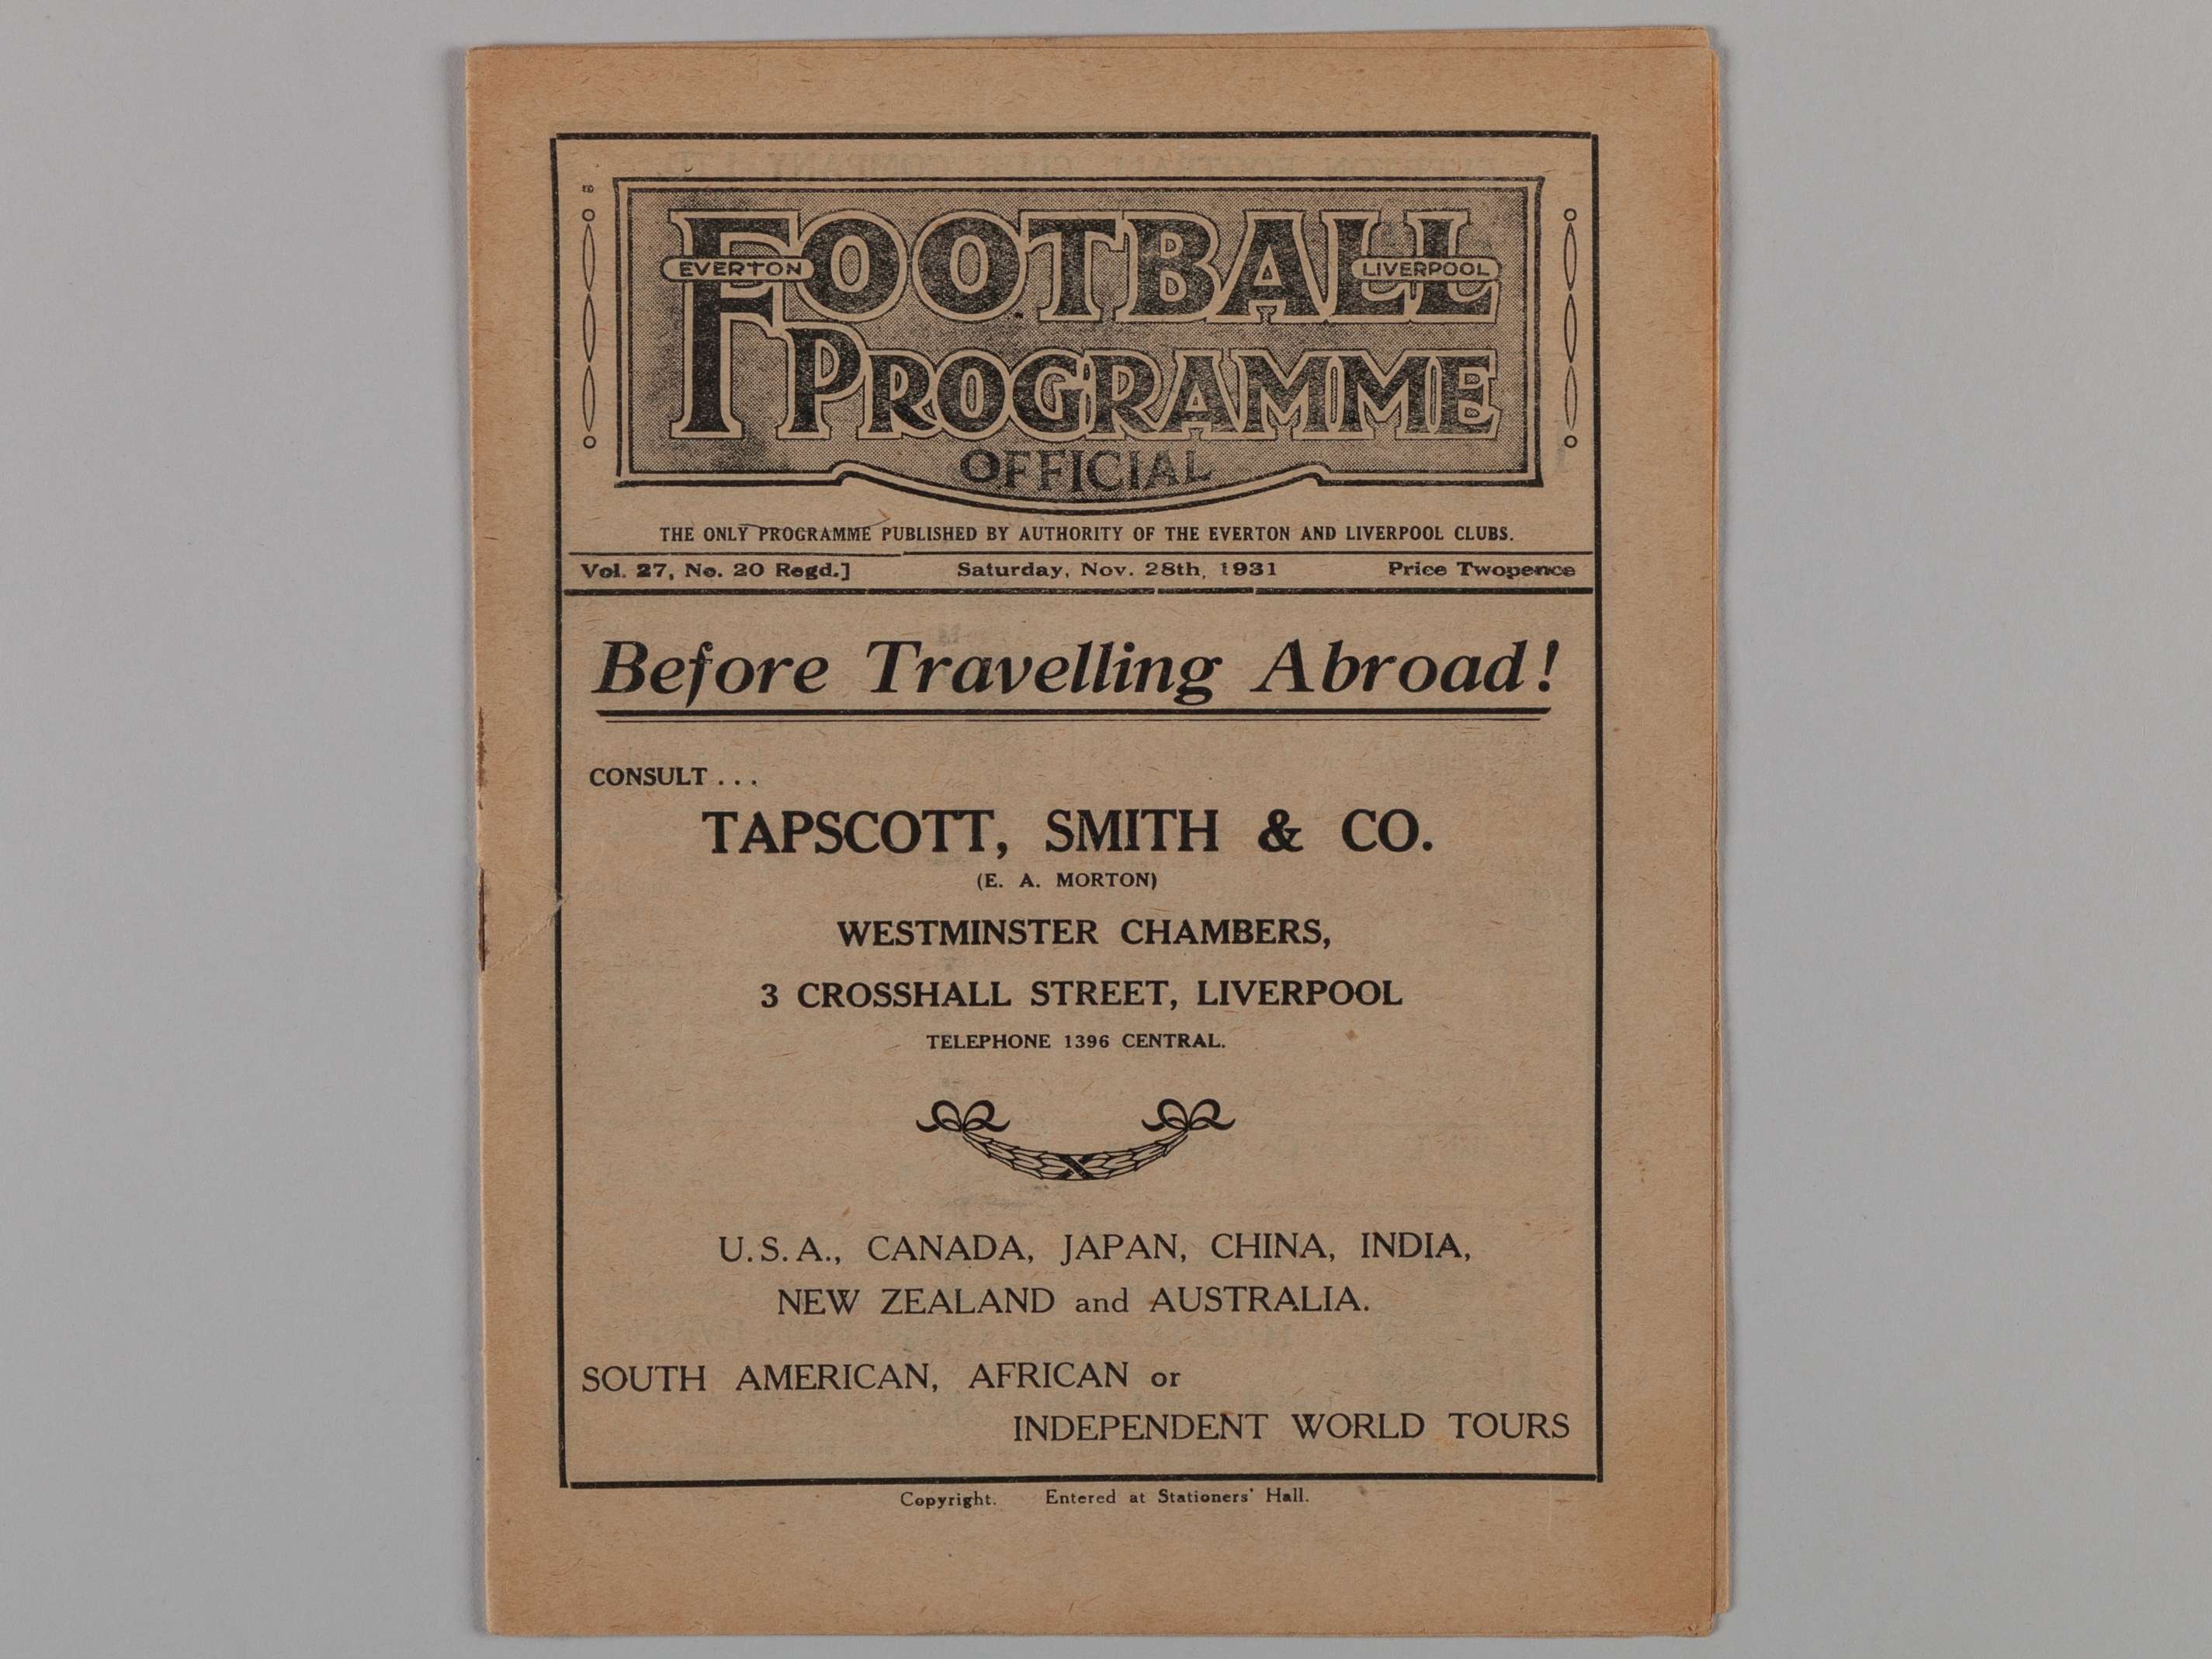 FOOTBALL
EVERTON
LIVERPOOL
PROGRAMME
OFFICIAL
THE ONLY PROGRAMME PUBLISHED BY AUTHORITY OF THE EVERTON AND LIVERPOOL CLUBS.
Vol. 27, No. 20 Regd.] Saturday, Nov. 28th, 1931 Price Twopence
Before Travelling Abroad!
CONSULT . . .
TAPSCOTT, SMITH & CO.
(E. A. MORTON)
WESTMINSTER CHAMBERS,
3 CROSSHALL STREET, LIVERPOOL
TELEPHONE 1396 CENTRAL.
U.S.A., CANADA, JAPAN, CHINA, INDIA,
NEW ZEALAND and AUSTRALIA.
SOUTH AMERICAN, AFRICAN or
INDEPENDENT WORLD TOURS
Copyright. Entered at Stationers' Hall.